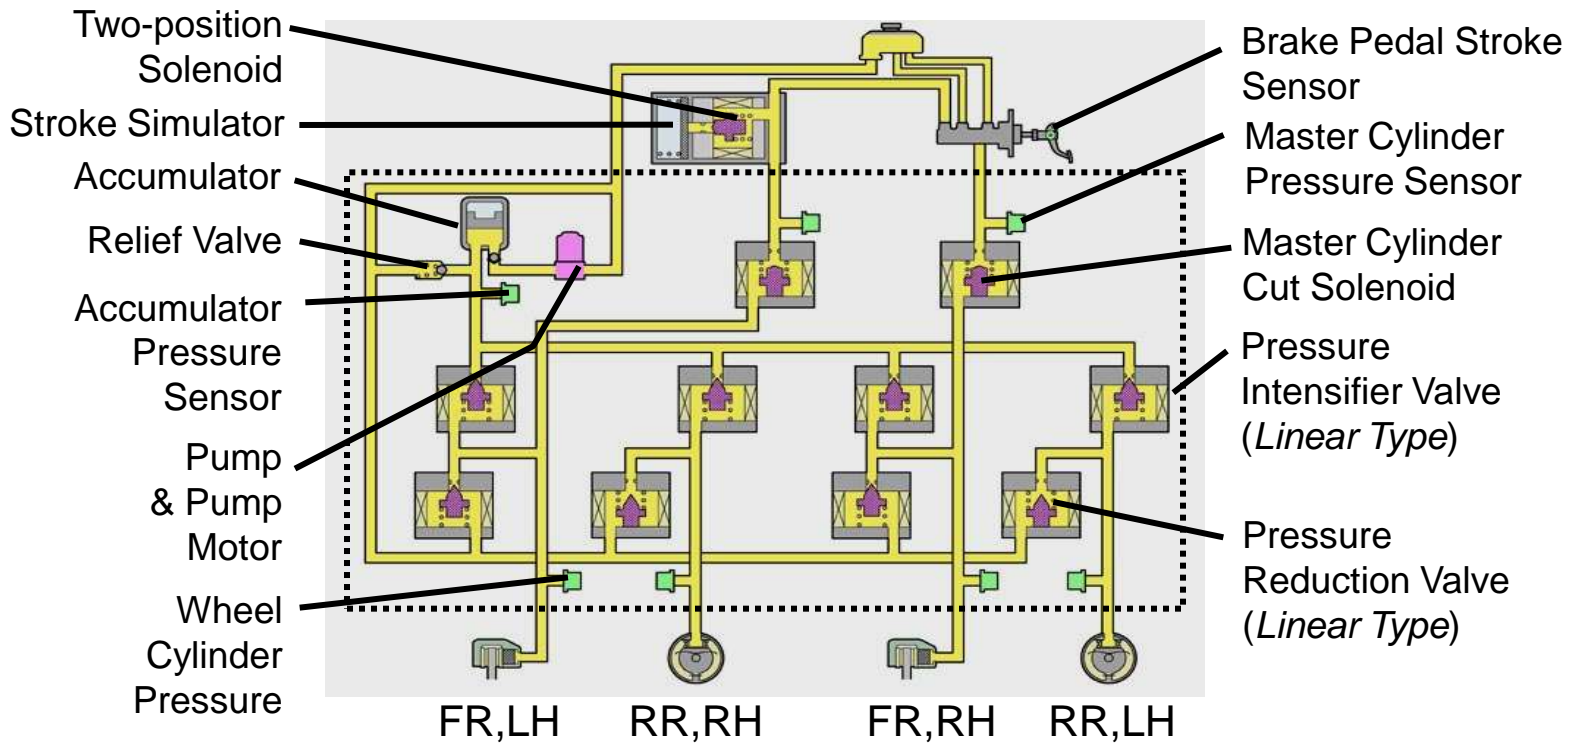 Two-position
Solenoid
Stroke Simulator
Accumulator
Relief Valve
Accumulator
Pressure
Sensor
Pump
& Pump
Motor
Wheel
Cylinder
Pressure
Brake Pedal Stroke
Sensor
Master Cylinder
Pressure Sensor
Master Cylinder
Cut Solenoid
Pressure
Intensifier Valve
(Linear Type)
Pressure
Reduction Valve
(Linear Type)
FR,LH RR,RH FR,RH RR,LH